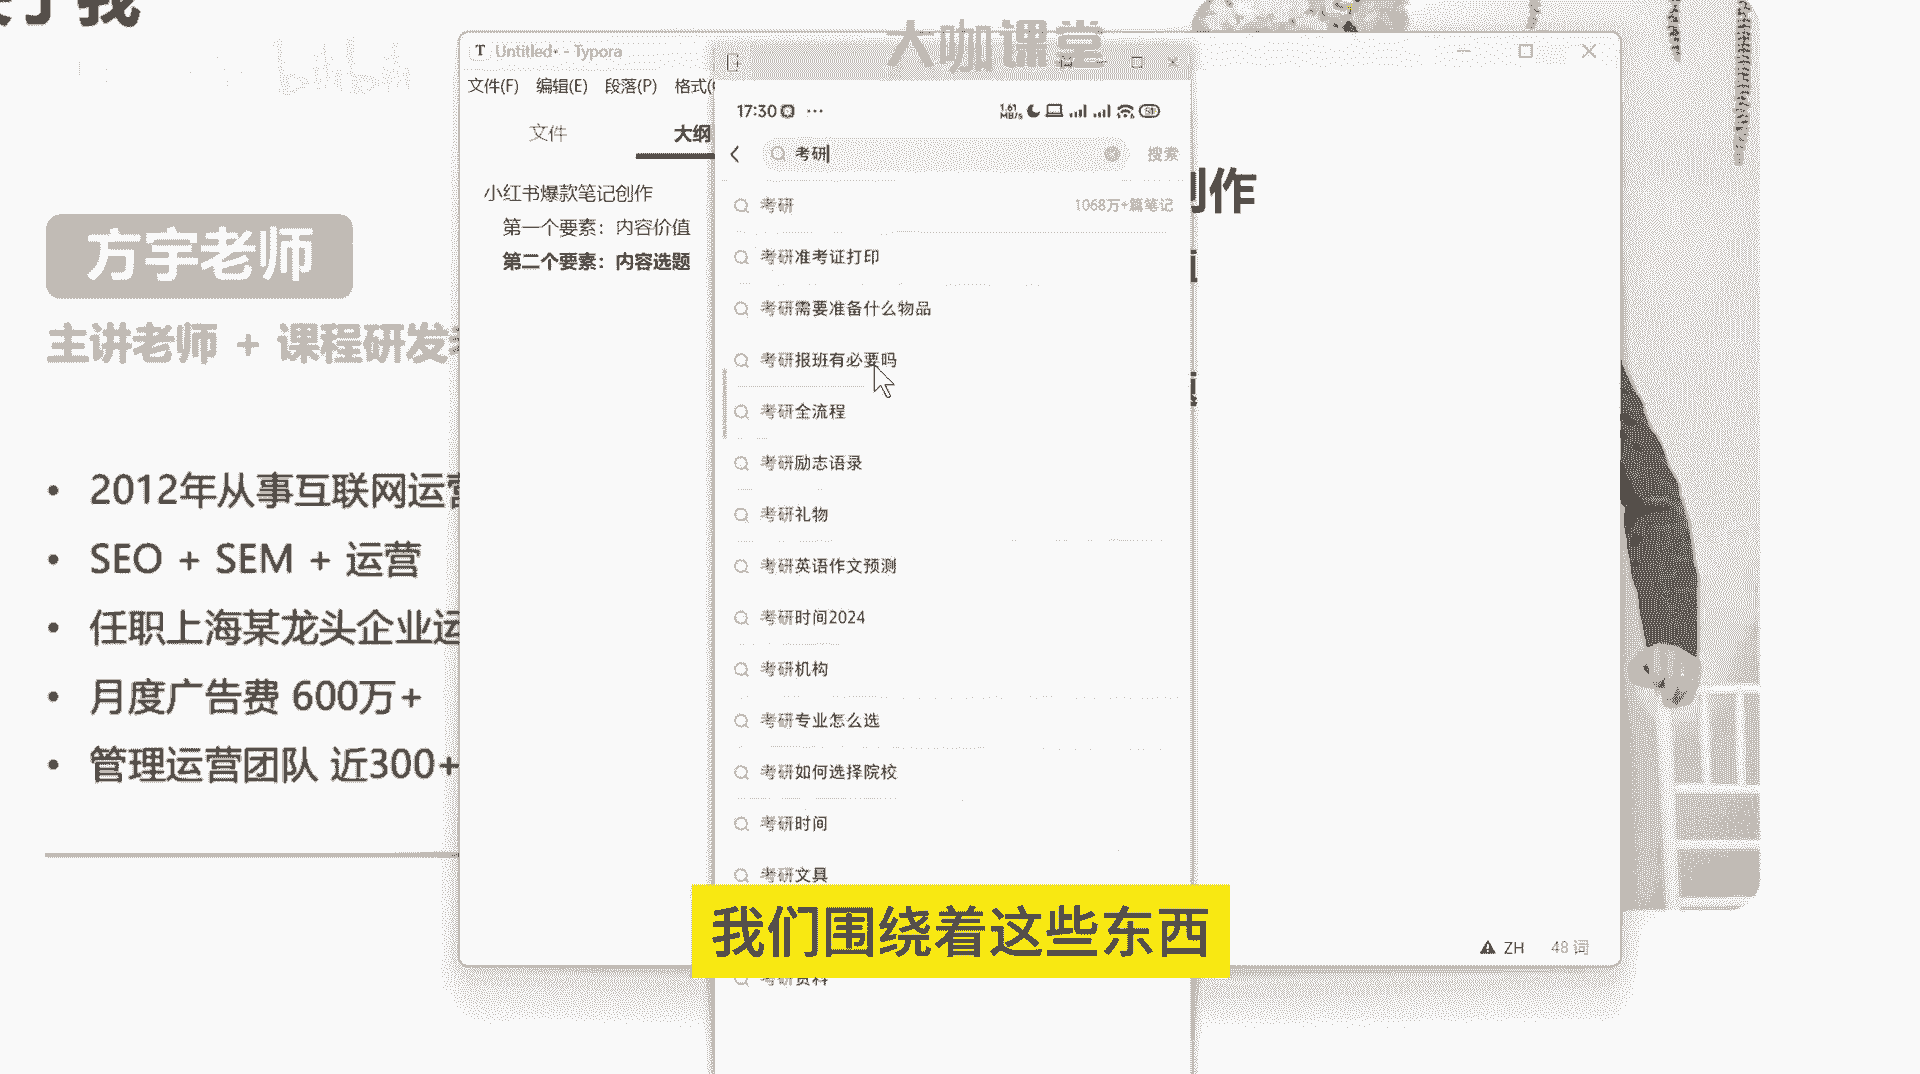 大咖课堂
bilibili
方宇老师
主讲老师 + 课程研发
2012年从事互联网运营
SEO + SEM + 运营
任职上海某龙头企业运
月度广告费 600万+
管理运营团队 近300+
Untitled• - Typora
文件(F) 编辑(E) 段落(P) 格式(
文件 大纲
小红书爆款笔记创作
第一个要素：内容价值
第二个要素：内容选题
创作
17:30 ···
1.61 MB/s
考研 搜索
考研 1068万+篇笔记
考研准考证打印
考研需要准备什么物品
考研报班有必要吗
考研全流程
考研励志语录
考研礼物
考研英语作文预测
考研时间2024
考研机构
考研专业怎么选
考研如何选择院校
考研时间
考研文具
考研资料
我们围绕着这些东西
ZH 48 词